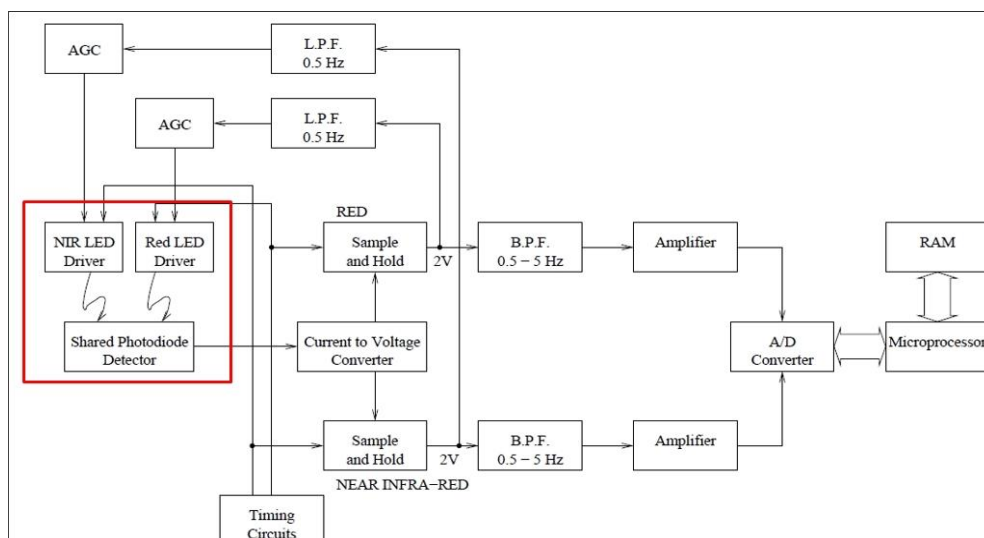 AGC
L.P.F.
0.5 Hz
AGC
L.P.F.
0.5 Hz
NIR LED
Driver
Red LED
Driver
Shared Photodiode
Detector
RED
Sample
and Hold
2V
B.P.F.
0.5 − 5 Hz
Amplifier
RAM
Current to Voltage
Converter
A/D
Converter
Microprocessor
Sample
and Hold
2V
B.P.F.
0.5 − 5 Hz
Amplifier
NEAR INFRA−RED
Timing
Circuits